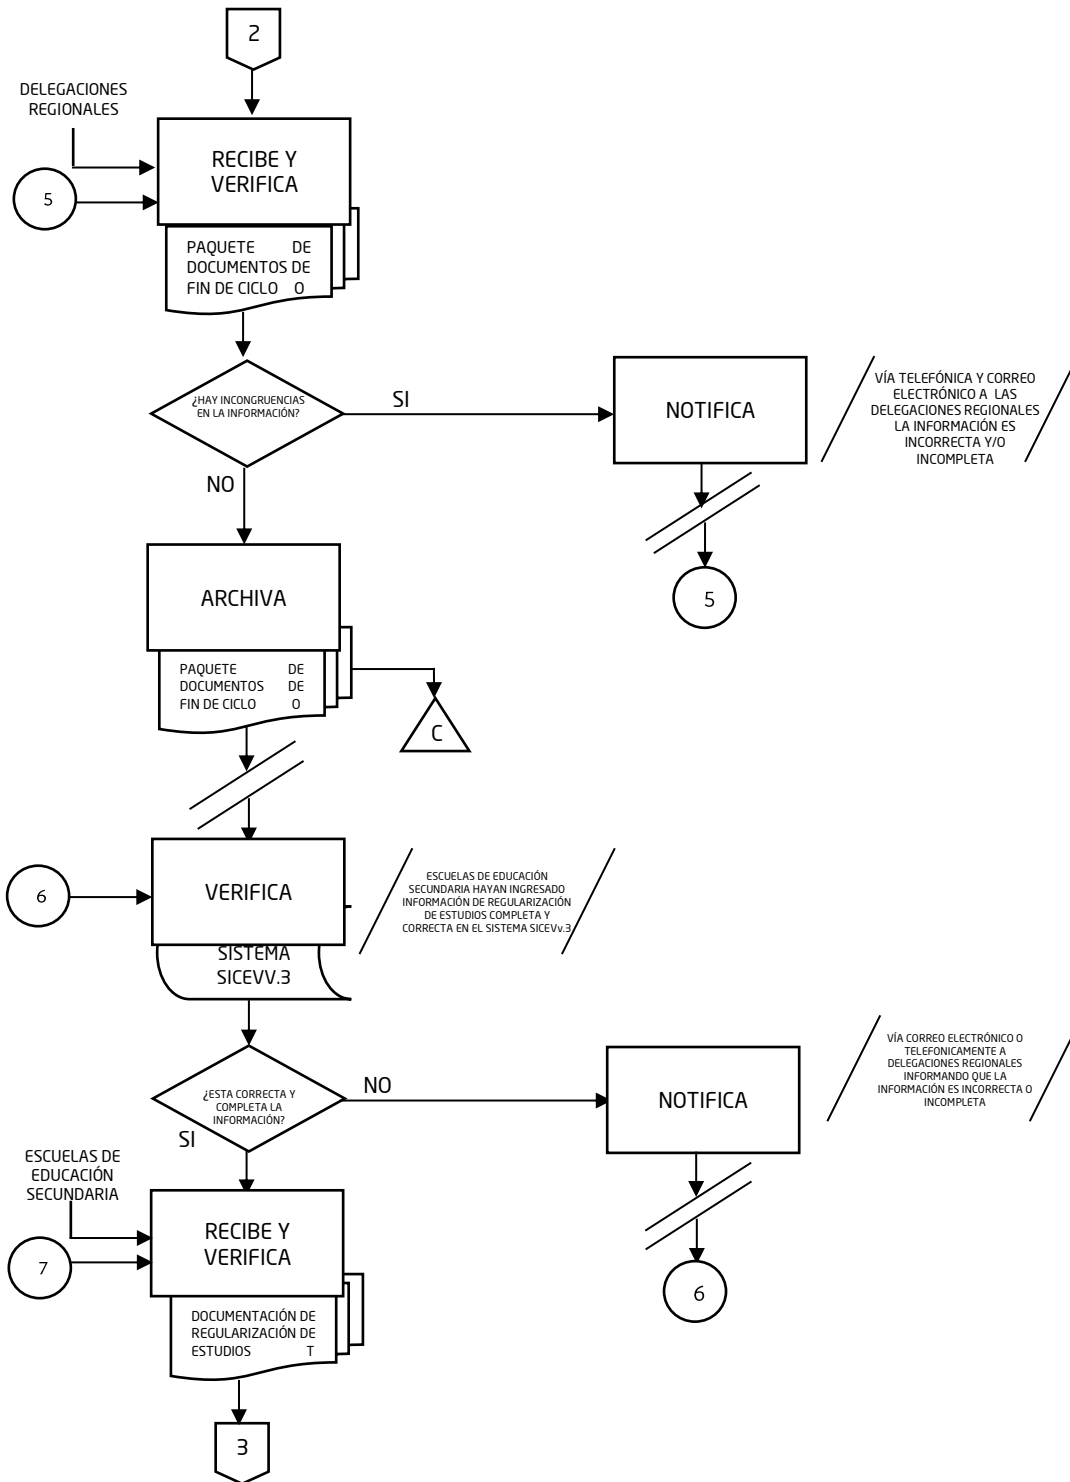 2
DELEGACIONES
REGIONALES
RECIBE Y
VERIFICA
5
PAQUETE DE
DOCUMENTOS DE
FIN DE CICLO O
¿HAY INCONGRUENCIAS
EN LA INFORMACIÓN?
SI
NOTIFICA
VÍA TELEFÓNICA Y CORREO
ELECTRÓNICO A LAS
DELEGACIONES REGIONALES
LA INFORMACIÓN ES
INCORRECTA Y/O
INCOMPLETA
NO
5
ARCHIVA
PAQUETE DE
DOCUMENTOS DE
FIN DE CICLO O
C
6
VERIFICA
ESCUELAS DE EDUCACIÓN
SECUNDARIA HAYAN INGRESADO
INFORMACIÓN DE REGULARIZACIÓN
DE ESTUDIOS COMPLETA Y
CORRECTA EN EL SISTEMA SICEVv.3
SISTEMA
SICEVV.3
¿ESTA CORRECTA Y
COMPLETA LA
INFORMACIÓN?
NO
NOTIFICA
VÍA CORREO ELECTRÓNICO O
TELEFONICAMENTE A
DELEGACIONES REGIONALES
INFORMANDO QUE LA
INFORMACIÓN ES INCORRECTA O
INCOMPLETA
SI
ESCUELAS DE
EDUCACIÓN
SECUNDARIA
RECIBE Y
VERIFICA
7
6
DOCUMENTACIÓN DE
REGULARIZACIÓN DE
ESTUDIOS T
3